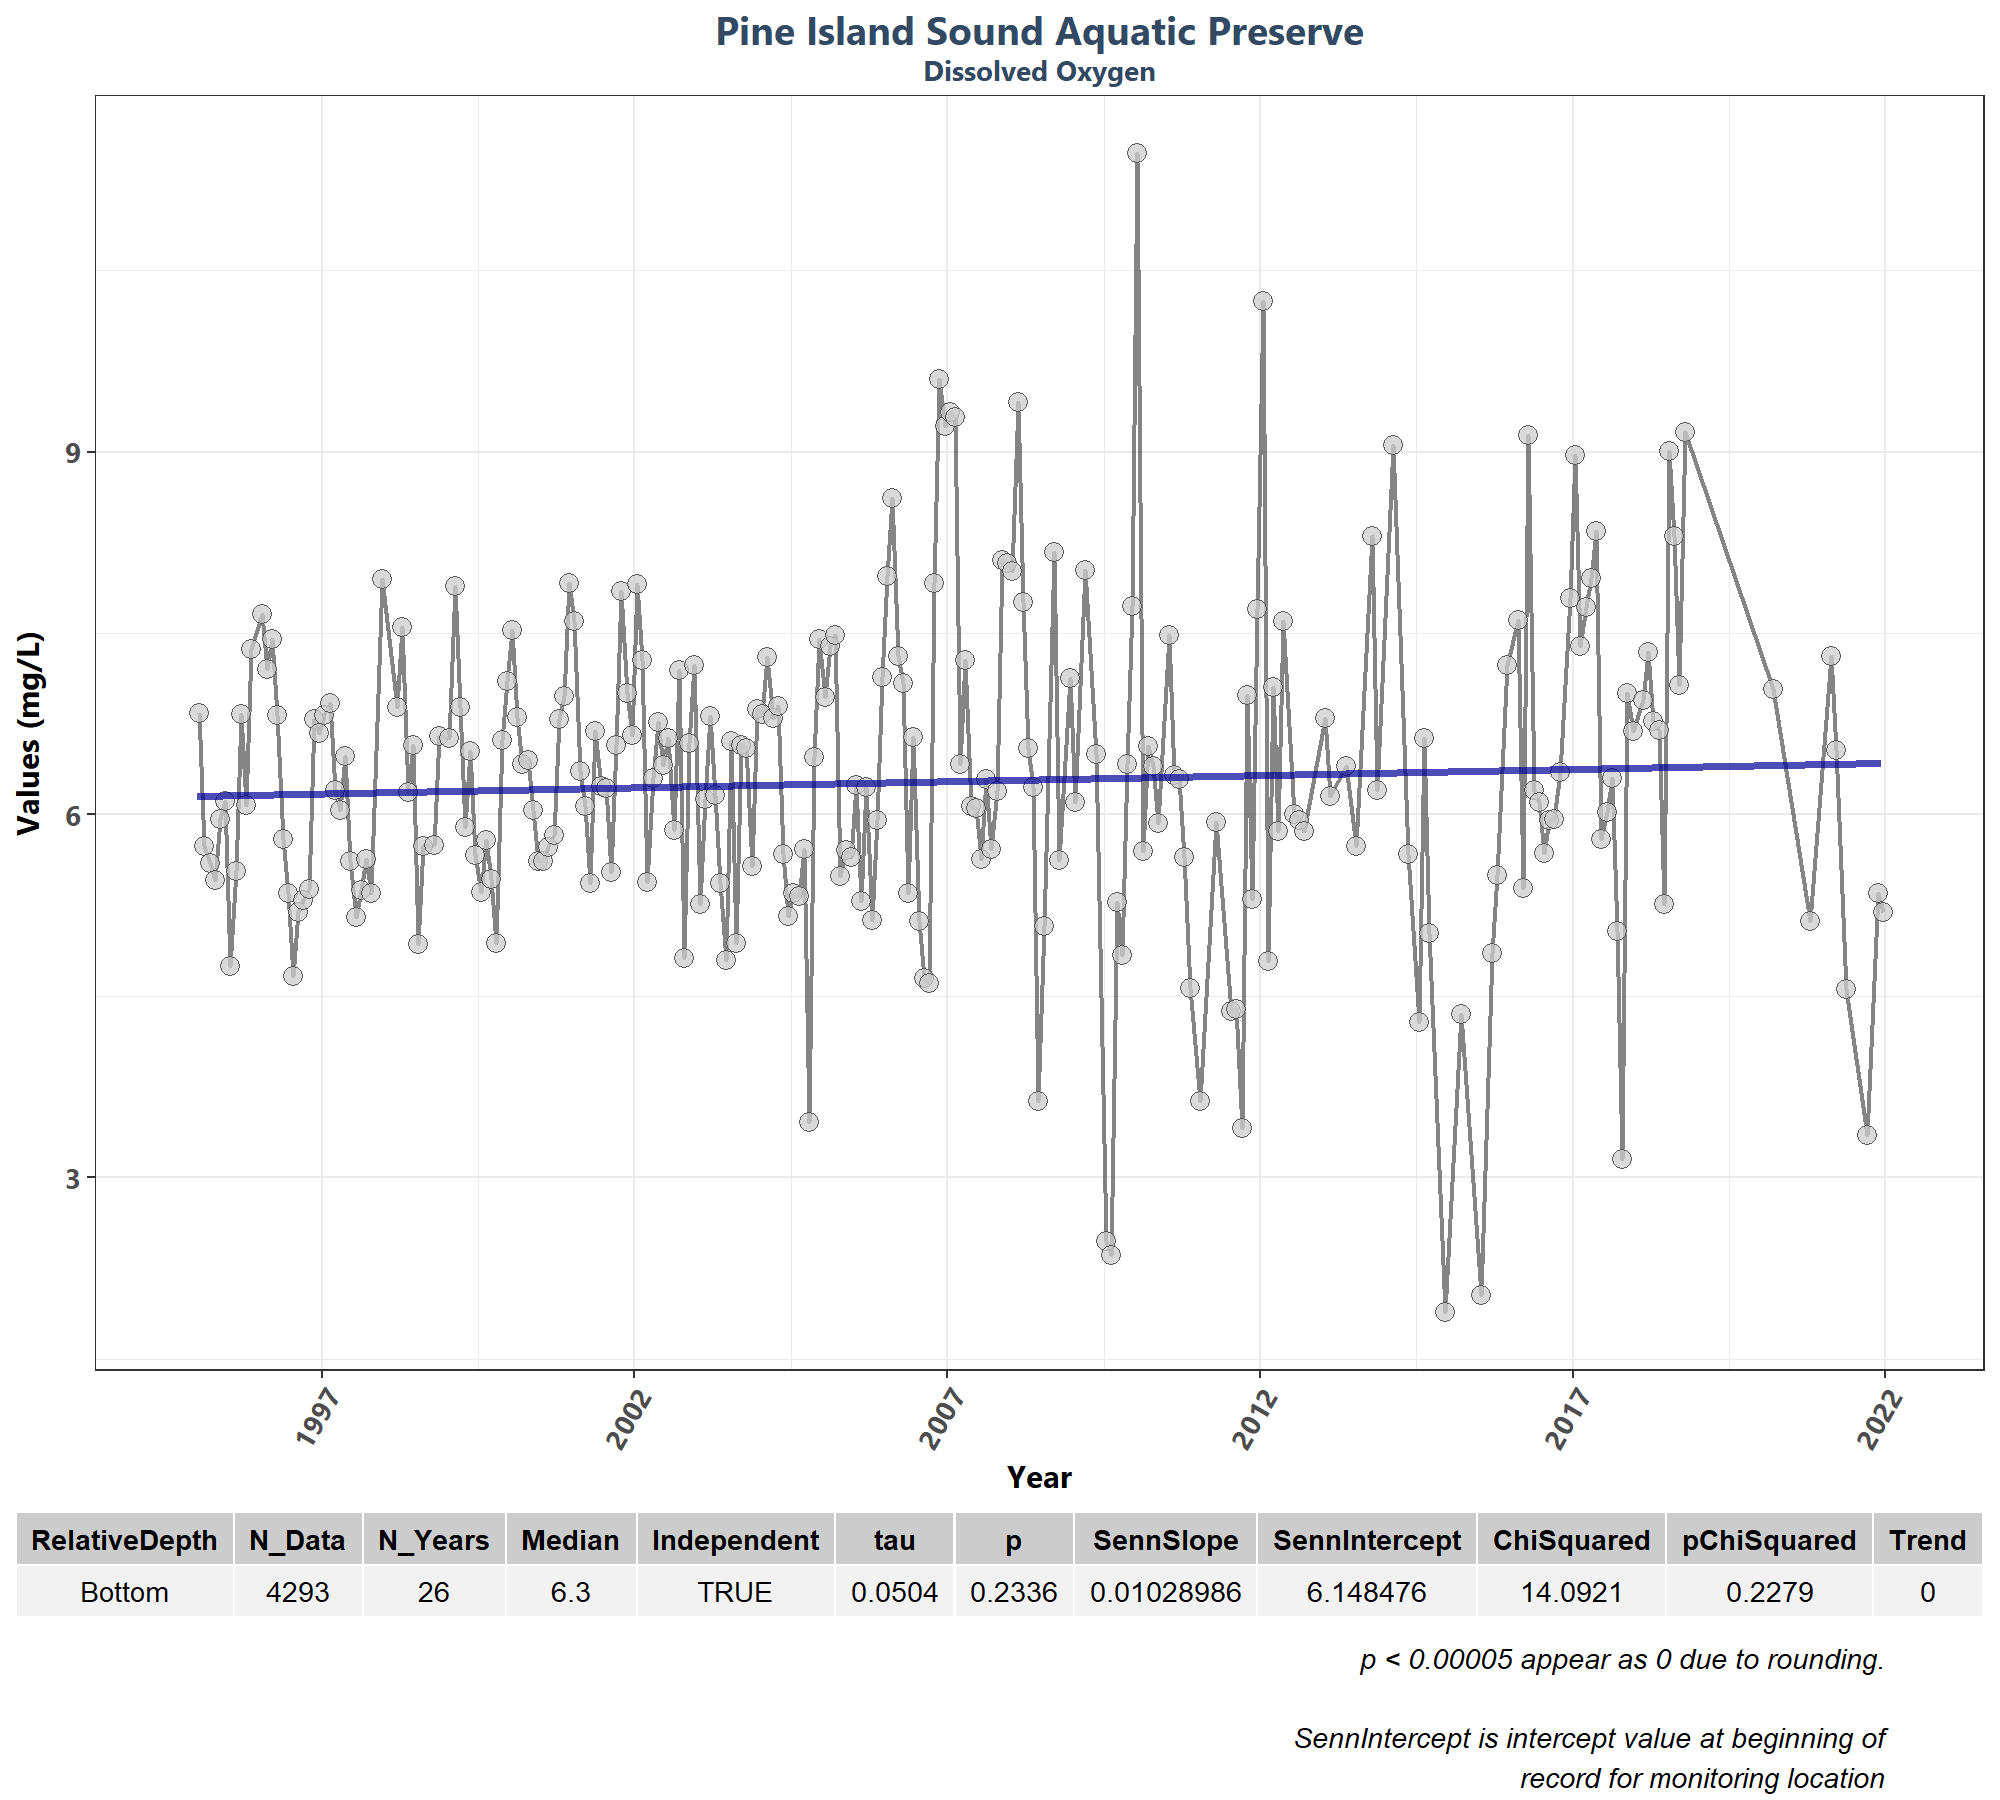 Pine Island Sound Aquatic Preserve
Dissolved Oxygen
Values (mg/L)
9
6
3
1997 2002 2007 2012 2017 2022
Year
RelativeDepth N_Data N_Years Median Independent tau p SennSlope SennIntercept ChiSquared pChiSquared Trend
Bottom 4293 26 6.3 TRUE 0.0504 0.2336 0.01028986 6.148476 14.0921 0.2279 0
p < 0.00005 appear as 0 due to rounding.
SennIntercept is intercept value at beginning of
record for monitoring location